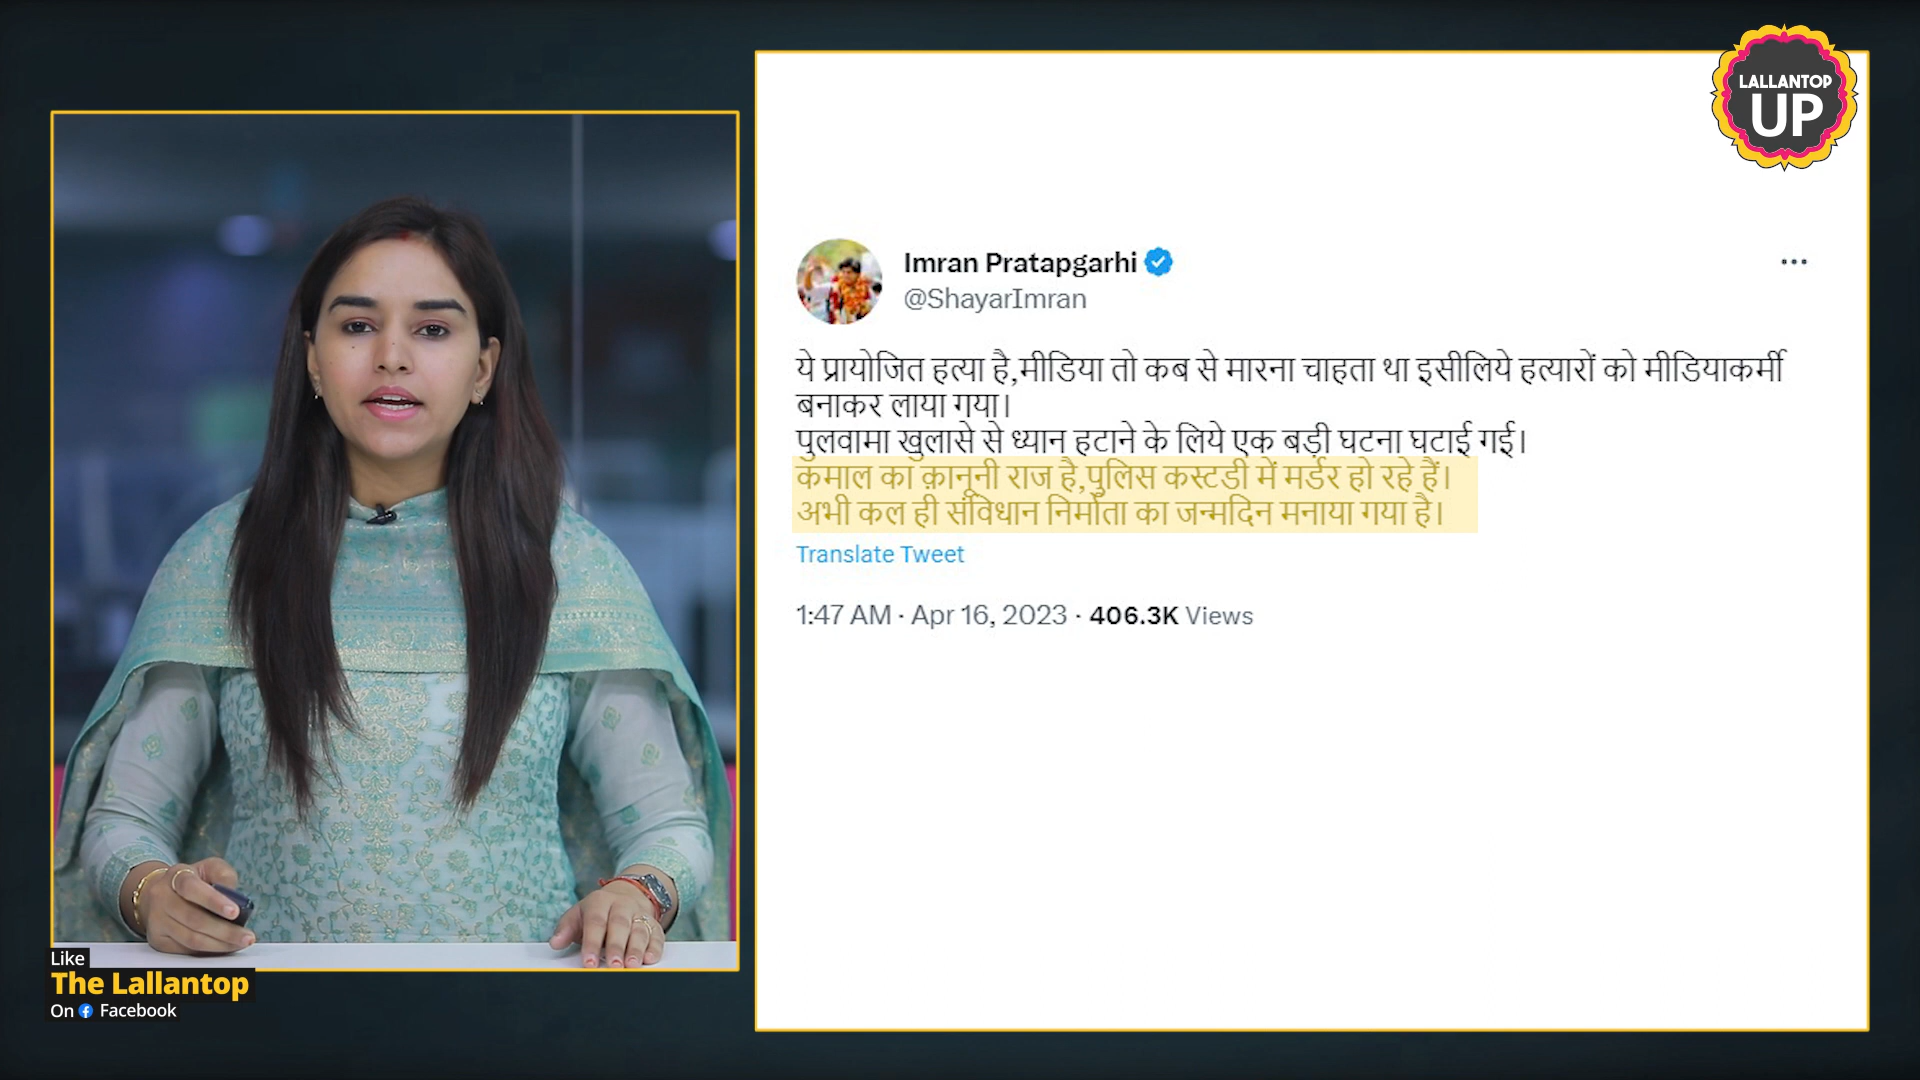 LALLANTOP
UP
Imran Pratapgarhi
@ShayarImran
ये प्रायोजित हत्या है,मीडिया तो कब से मारना चाहता था इसीलिये हत्यारों को मीडियाकर्मी
बनाकर लाया गया।
पुलवामा खुलासे से ध्यान हटाने के लिये एक बड़ी घटना घटाई गई।
कमाल का क़ानूनी राज है,पुलिस कस्टडी में मर्डर हो रहे हैं।
अभी कल ही संविधान निर्माता का जन्मदिन मनाया गया है।
Translate Tweet
1:47 AM · Apr 16, 2023 · 406.3K Views
Like
The Lallantop
On Facebook